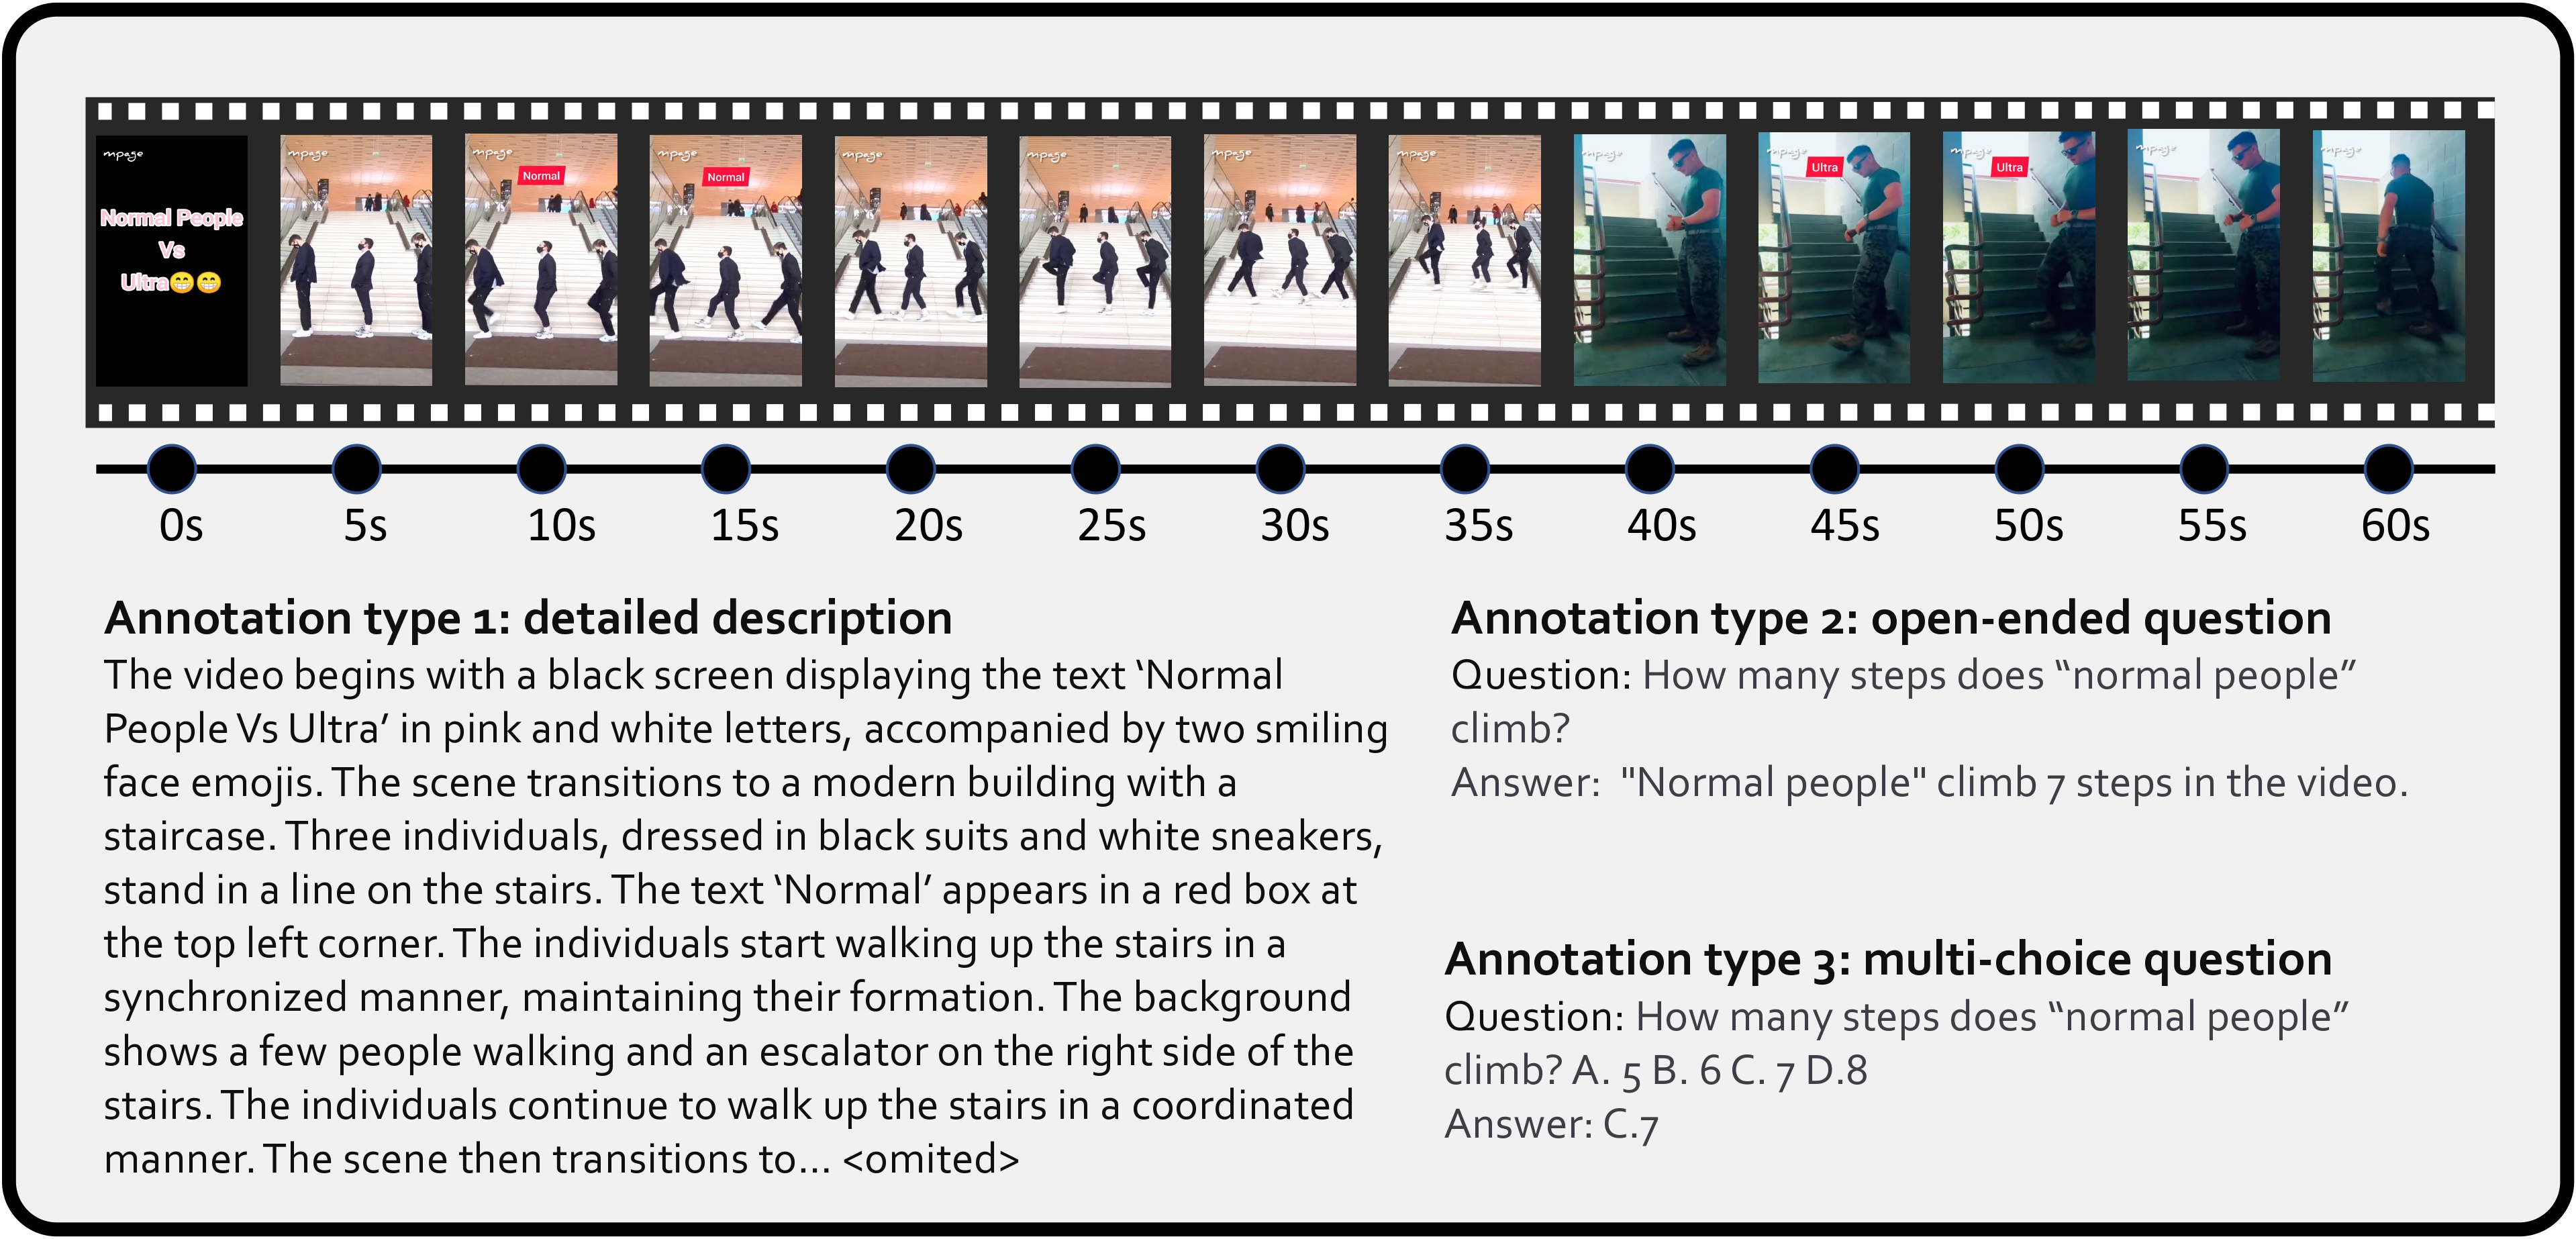 mpage mpage mpage mpage mpage mpage mpage mpage mpage mpage mpage mpage mpage
Normal Normal Ultra Ultra
Normal People
Vs
Ultra😁😁
0s 5s 10s 15s 20s 25s 30s 35s 40s 45s 50s 55s 60s
Annotation type 1: detailed description
The video begins with a black screen displaying the text ‘Normal
People Vs Ultra’ in pink and white letters, accompanied by two smiling
face emojis. The scene transitions to a modern building with a
staircase. Three individuals, dressed in black suits and white sneakers,
stand in a line on the stairs. The text ‘Normal’ appears in a red box at
the top left corner. The individuals start walking up the stairs in a
synchronized manner, maintaining their formation. The background
shows a few people walking and an escalator on the right side of the
stairs. The individuals continue to walk up the stairs in a coordinated
manner. The scene then transitions to... <omited>
Annotation type 2: open-ended question
Question: How many steps does “normal people”
climb?
Answer:  "Normal people" climb 7 steps in the video.
Annotation type 3: multi-choice question
Question: How many steps does “normal people”
climb? A. 5 B. 6 C. 7 D.8
Answer: C.7